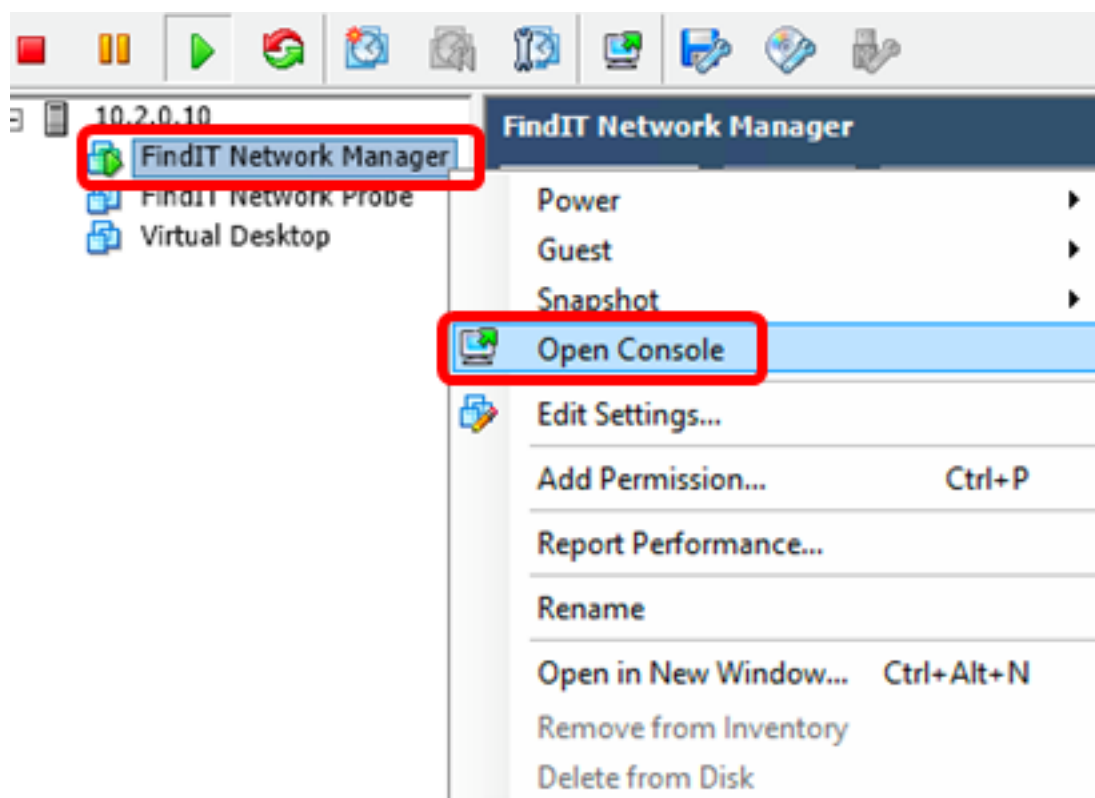 10.2.0.10
FindIT Network Manager
FindIT Network Probe
Virtual Desktop
FindIT Network Manager
Power
Guest
Snapshot
Open Console
Edit Settings...
Add Permission... Ctrl+P
Report Performance...
Rename
Open in New Window... Ctrl+Alt+N
Remove from Inventory
Delete from Disk